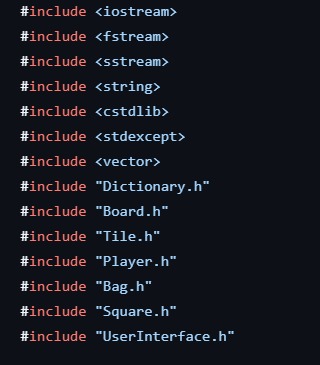 #include <iostream>
#include <fstream>
#include <sstream>
#include <string>
#include <cstdlib>
#include <stdexcept>
#include <vector>
#include "Dictionary.h"
#include "Board.h"
#include "Tile.h"
#include "Player.h"
#include "Bag.h"
#include "Square.h"
#include "UserInterface.h"